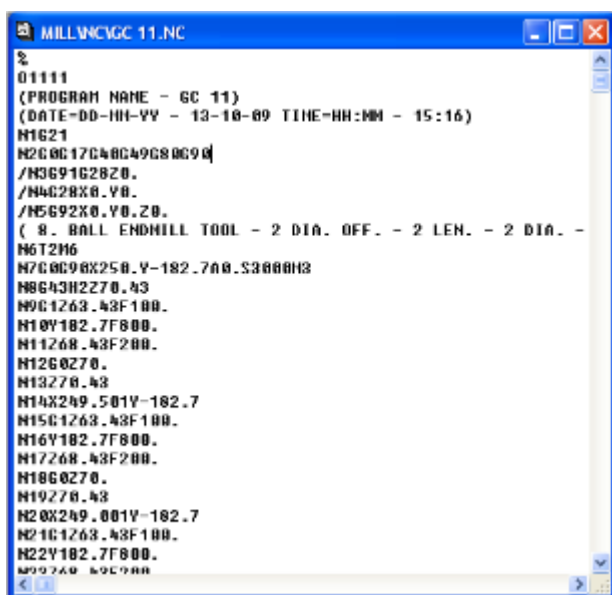 MILL\NC\GC 11.NC
%
O1111
(PROGRAM NAME - GC 11)
(DATE=DD-MM-YY - 13-10-09 TIME=HH:MM - 15:16)
N1G21
N2G0G17G40G49G80G90
/N3G91G28Z0.
/N4G28X0.Y0.
/N5G92X0.Y0.Z0.
( 8. BALL ENDMILL TOOL - 2 DIA. OFF. - 2 LEN. - 2 DIA. -
N6T2M6
N7G0G90X250.Y-182.7A0.S3000M3
N8G43H2Z70.43
N9G1Z63.43F100.
N10Y182.7F800.
N11Z68.43F200.
N12G0Z70.
N13Z70.43
N14X249.501Y-182.7
N15G1Z63.43F100.
N16Y182.7F800.
N17Z68.43F200.
N18G0Z70.
N19Z70.43
N20X249.001Y-182.7
N21G1Z63.43F100.
N22Y182.7F800.
N23Z68.43F200